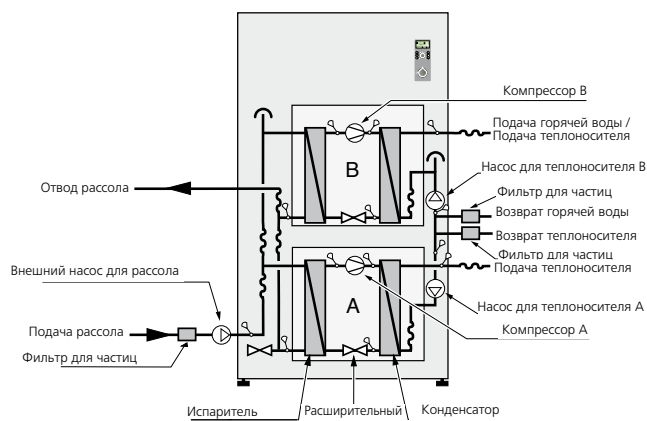 Компрессор B
Подача горячей воды /
Подача теплоносителя
B
Насос для теплоносителя B
Отвод рассола
Фильтр для частиц
Возврат горячей воды
Возврат теплоносителя
Фильтр для частиц
Подача теплоносителя
Внешний насос для рассола
A
Насос для теплоносителя A
Подача рассола
Компрессор A
Фильтр для частиц
Испаритель
Расширительный
Конденсатор